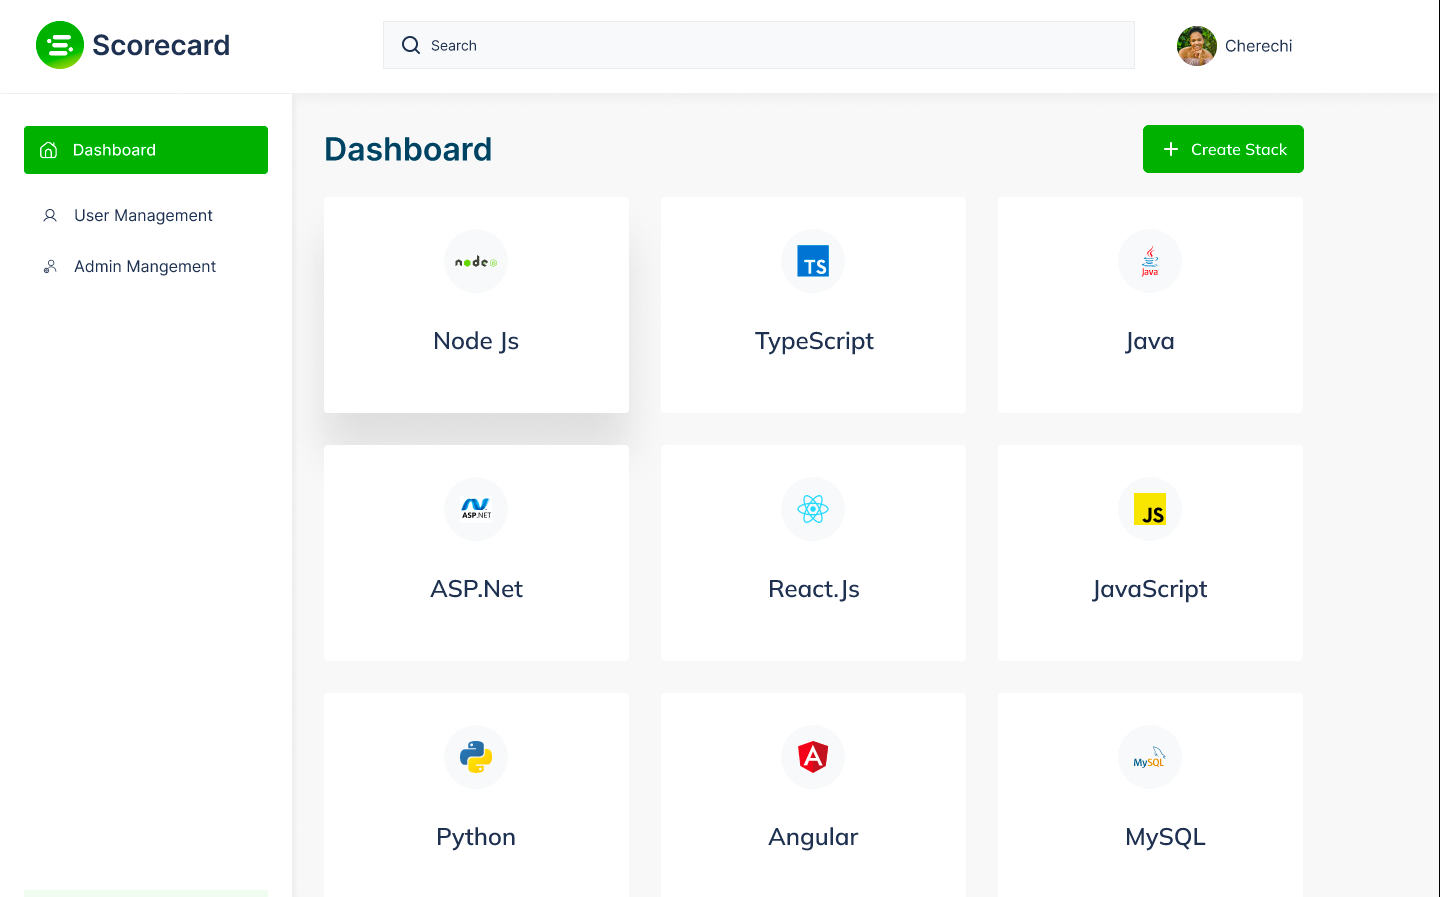 Scorecard
Search
Cherechi
Dashboard
User Management
Admin Mangement
Dashboard
Create Stack
node
Node Js
TS
TypeScript
Java
Java
ASP.NET
ASP.Net
React.Js
JS
JavaScript
Python
A
Angular
MySQL
MySQL